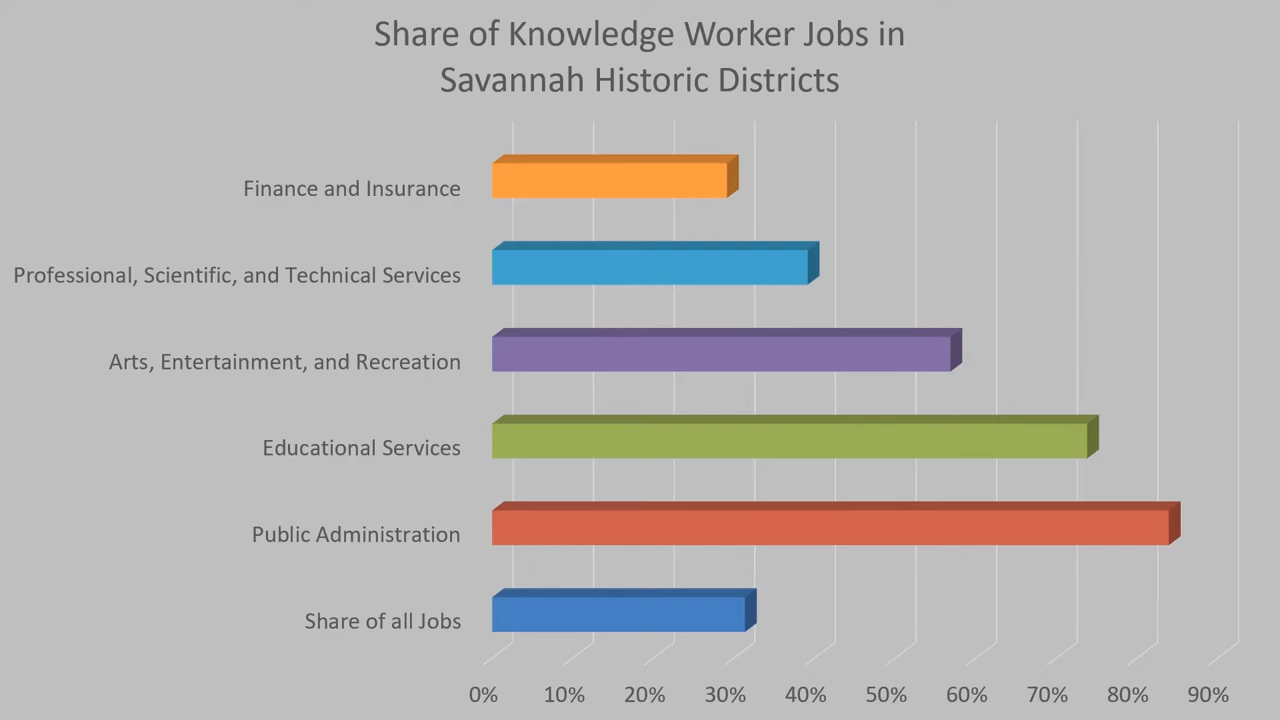 Share of Knowledge Worker Jobs in
Savannah Historic Districts
Finance and Insurance
Professional, Scientific, and Technical Services
Arts, Entertainment, and Recreation
Educational Services
Public Administration
Share of all Jobs
0% 10% 20% 30% 40% 50% 60% 70% 80% 90%